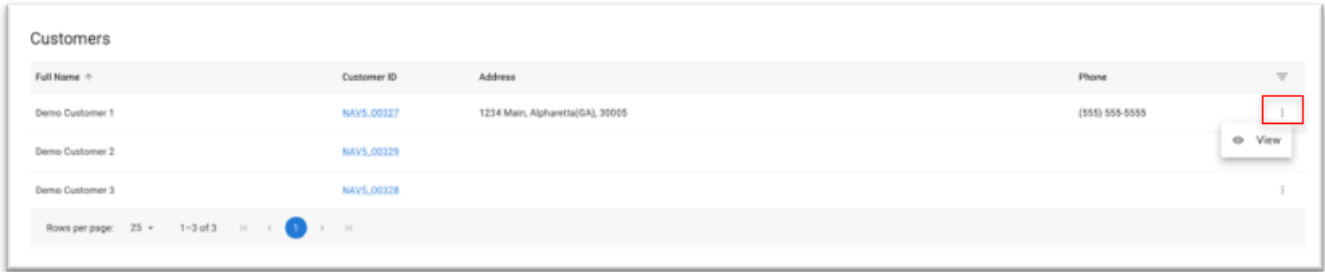 Customers
Full Name ↑ Customer ID Address Phone
Demo Customer 1 NAV5_00327 1234 Main, Alpharetta(GA), 30005 (555) 555-5555
View
Demo Customer 2 NAV5_00329
Demo Customer 3 NAV5_00328
Rows per page: 25 1-3 of 3 1